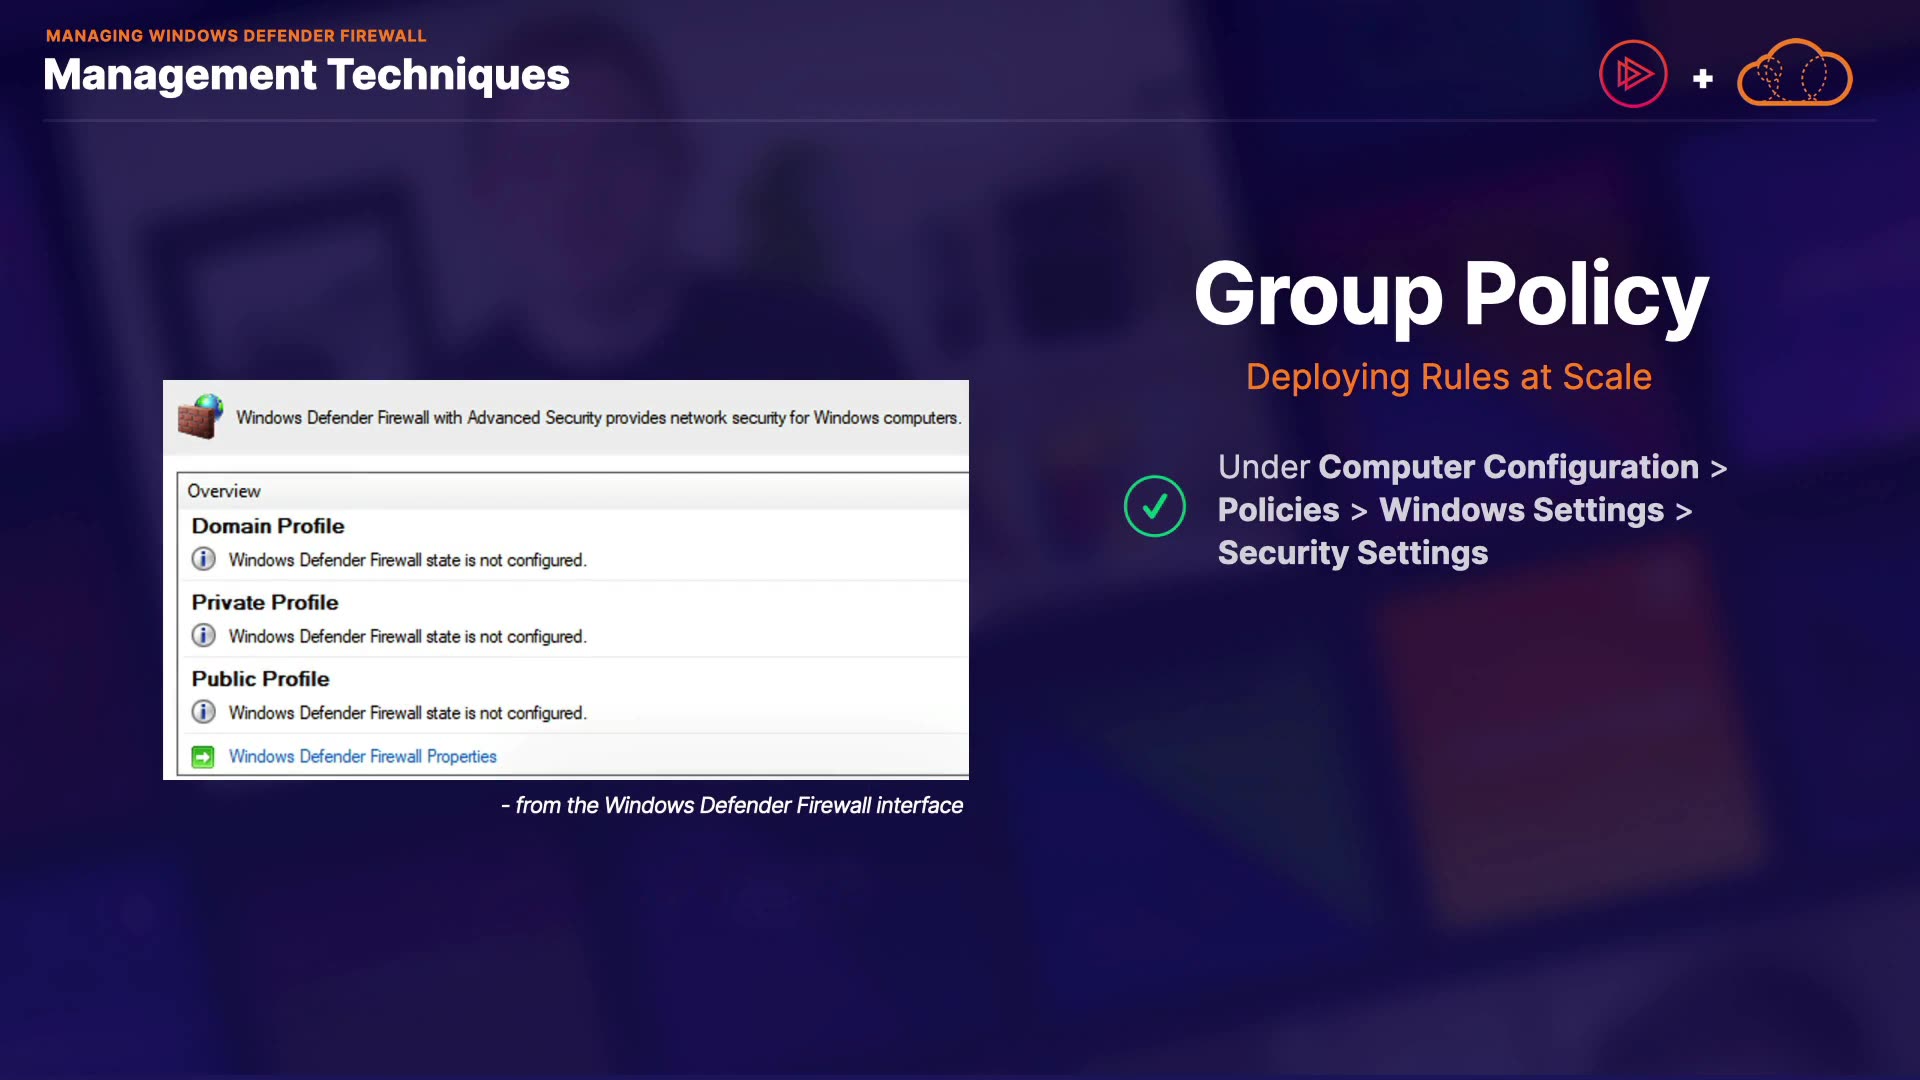 MANAGING WINDOWS DEFENDER FIREWALL
Management Techniques
+
Group Policy
Deploying Rules at Scale
Under Computer Configuration >
Policies > Windows Settings >
Security Settings
Windows Defender Firewall with Advanced Security provides network security for Windows computers.
Overview
Domain Profile
Windows Defender Firewall state is not configured.
Private Profile
Windows Defender Firewall state is not configured.
Public Profile
Windows Defender Firewall state is not configured.
Windows Defender Firewall Properties
- from the Windows Defender Firewall interface